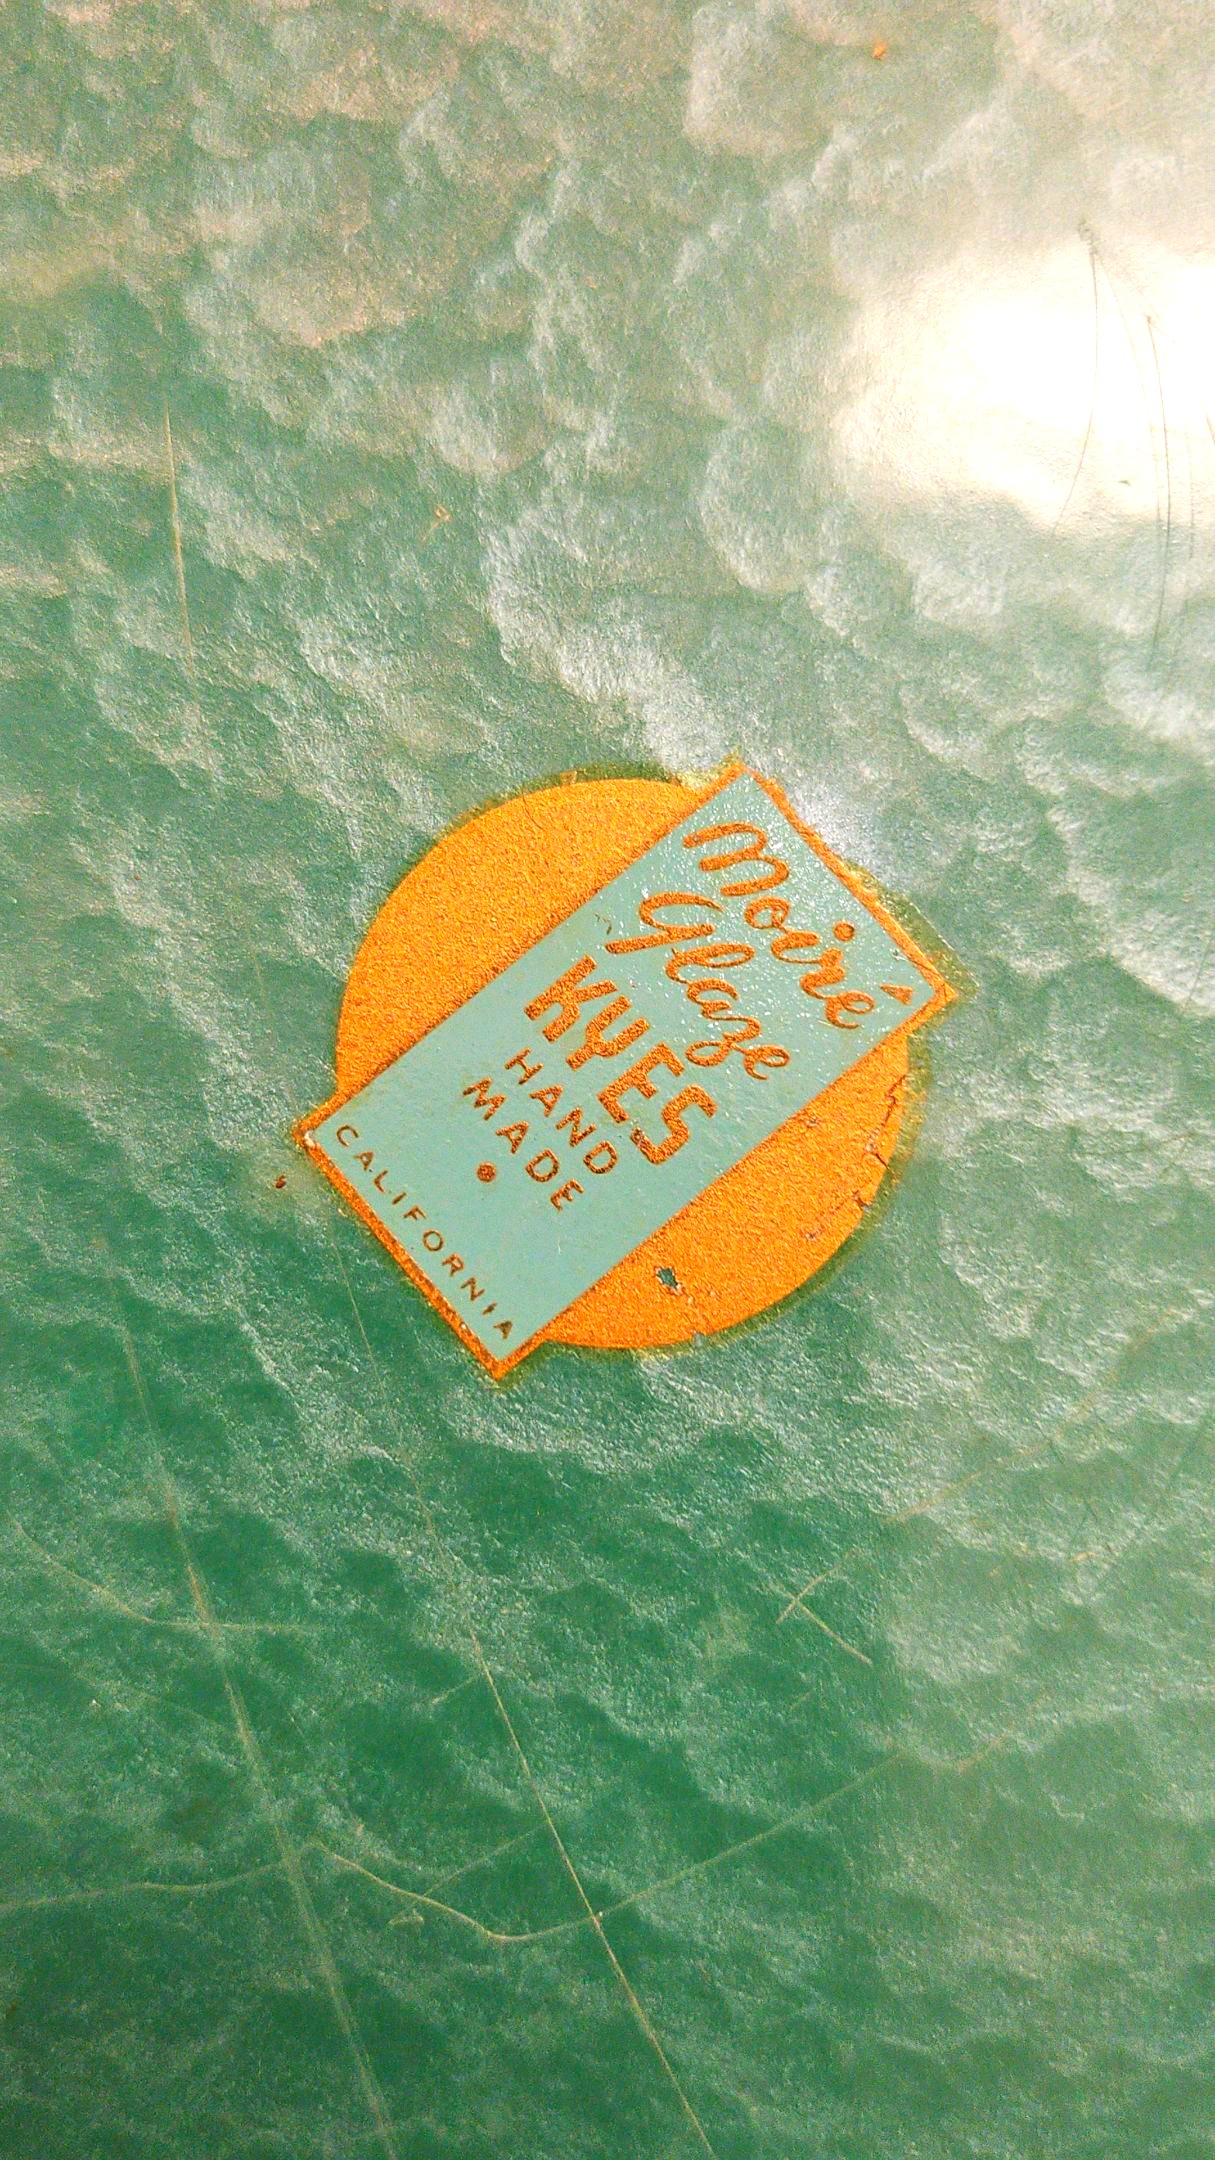 Moiré
Glaze
KYES
HAND
MADE
CALIFORNIA